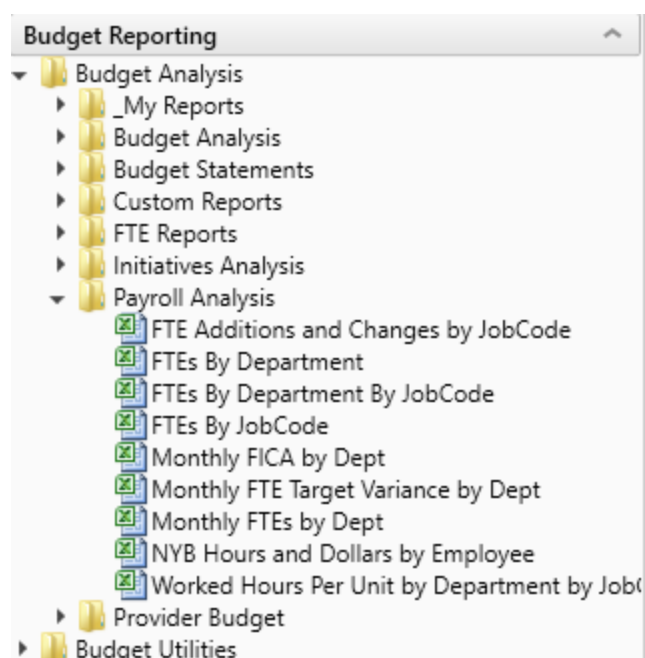 Budget Reporting
Budget Analysis
_My Reports
Budget Analysis
Budget Statements
Custom Reports
FTE Reports
Initiatives Analysis
Payroll Analysis
FTE Additions and Changes by JobCode
FTEs By Department
FTEs By Department By JobCode
FTEs By JobCode
Monthly FICA by Dept
Monthly FTE Target Variance by Dept
Monthly FTEs by Dept
NYB Hours and Dollars by Employee
Worked Hours Per Unit by Department by Job
Provider Budget
Budget Utilities